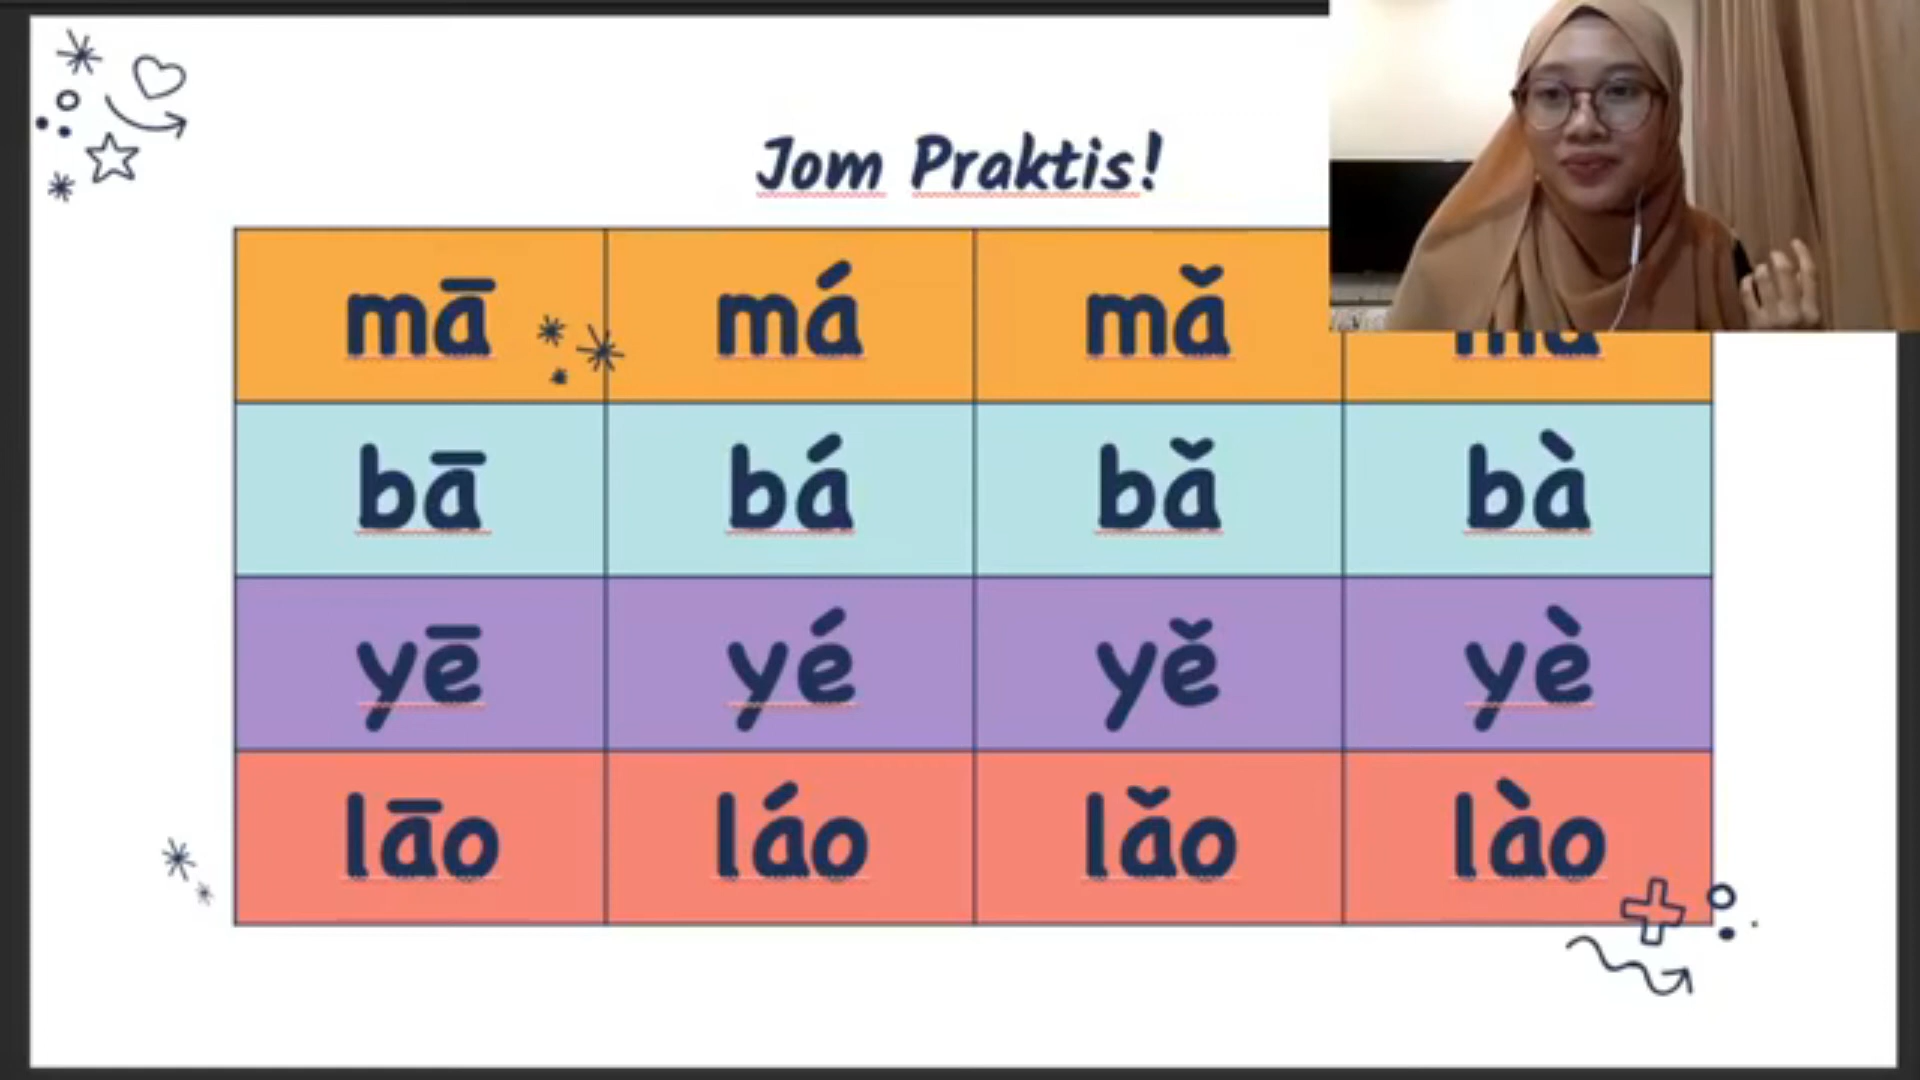 Jom Praktis!
mā má mǎ
bā bá bǎ bà
yē yé yě yè
lāo láo lǎo lào